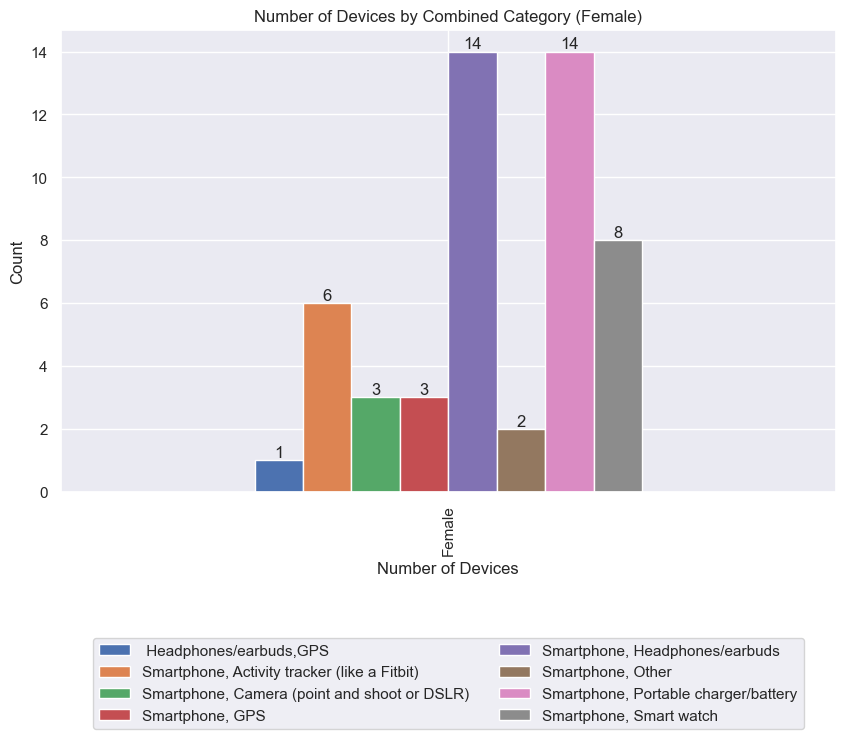 Number of Devices by Combined Category (Female)
14
12
10
8
6
4
2
0
Count
1
6
3
3
14
2
14
8
Female
Number of Devices
Headphones/earbuds,GPS
Smartphone, Activity tracker (like a Fitbit)
Smartphone, Camera (point and shoot or DSLR)
Smartphone, GPS
Smartphone, Headphones/earbuds
Smartphone, Other
Smartphone, Portable charger/battery
Smartphone, Smart watch